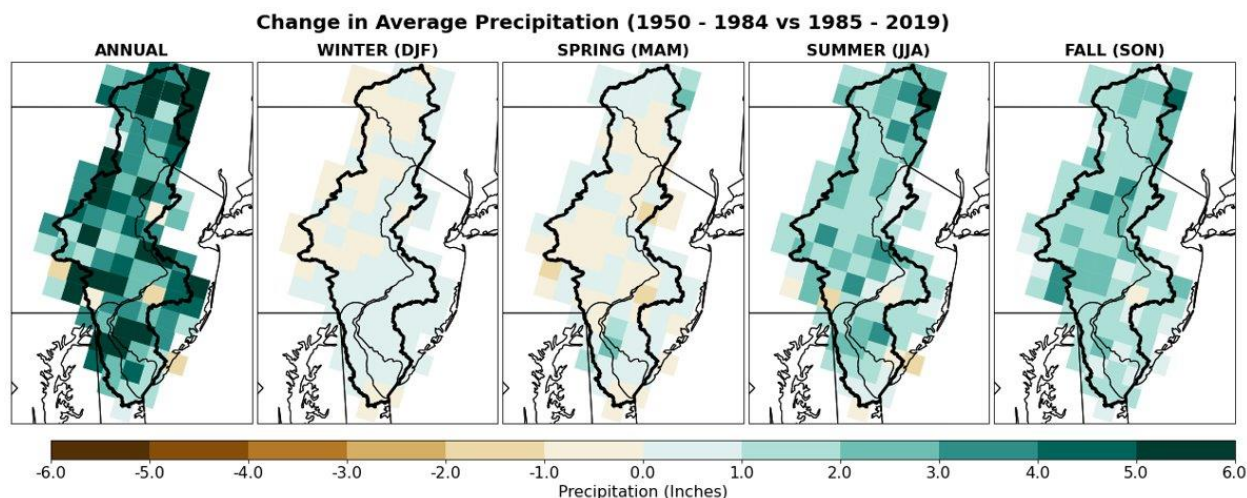 Change in Average Precipitation (1950 - 1984 vs 1985 - 2019)
ANNUAL WINTER (DJF) SPRING (MAM) SUMMER (JJA) FALL (SON)
-6.0 -5.0 -4.0 -3.0 -2.0 -1.0 0.0 1.0 2.0 3.0 4.0 5.0 6.0
Precipitation (Inches)